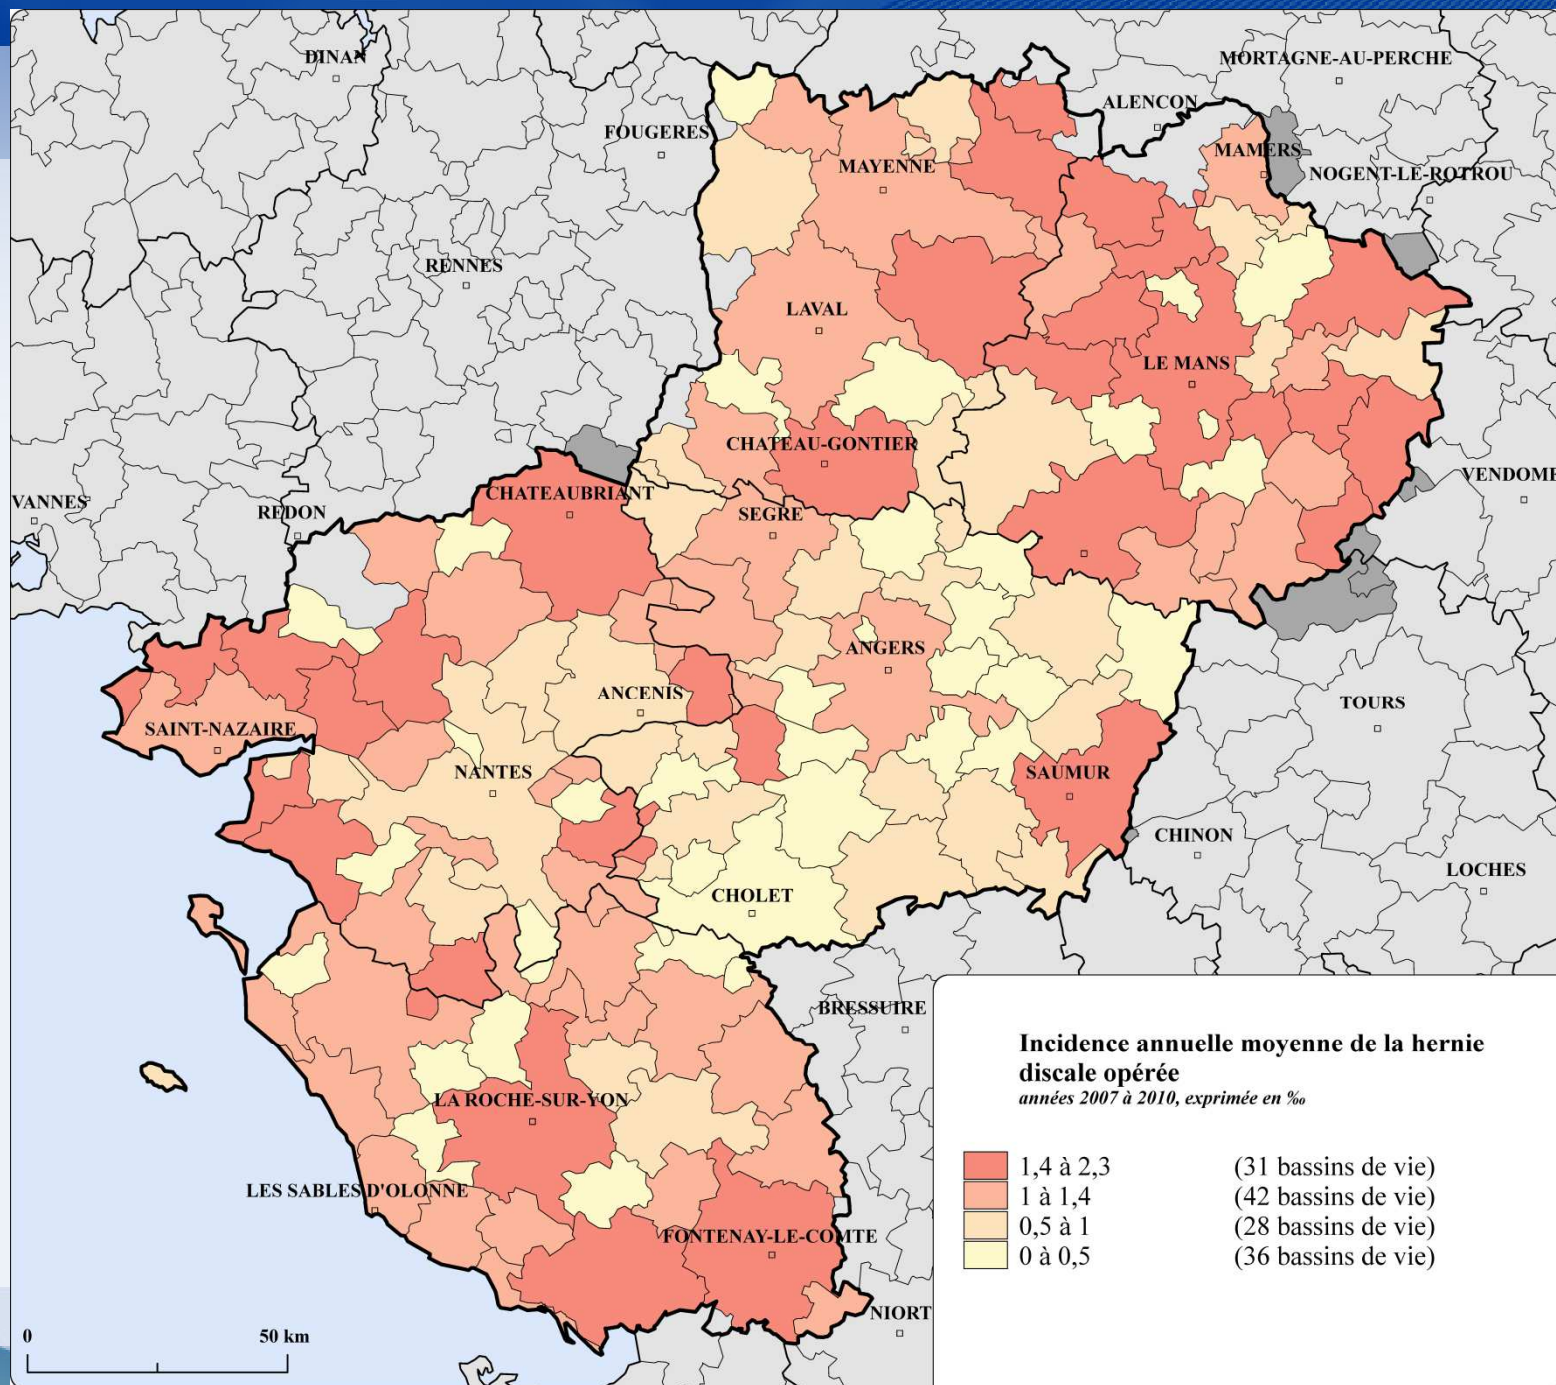 DINAN
MORTAGNE-AU-PERCHE
ALENCON
FOUGERES
MAMERS
MAYENNE
NOGENT-LE-ROTROU
RENNES
LAVAL
LE MANS
CHATEAU-GONTIER
VENDOME
CHATEAUBRIANT
VANNES
REDON
SEGRE
ANGERS
ANCENIS
TOURS
SAINT-NAZAIRE
NANTES
SAUMUR
CHINON
LOCHES
CHOLET
BRESSUIRE
LA ROCHE-SUR-YON
LES SABLES D'OLONNE
FONTENAY-LE-COMTE
NIORT
0 50 km
Incidence annuelle moyenne de la hernie
discale opérée
années 2007 à 2010, exprimée en ‰
1,4 à 2,3 (31 bassins de vie)
1 à 1,4 (42 bassins de vie)
0,5 à 1 (28 bassins de vie)
0 à 0,5 (36 bassins de vie)